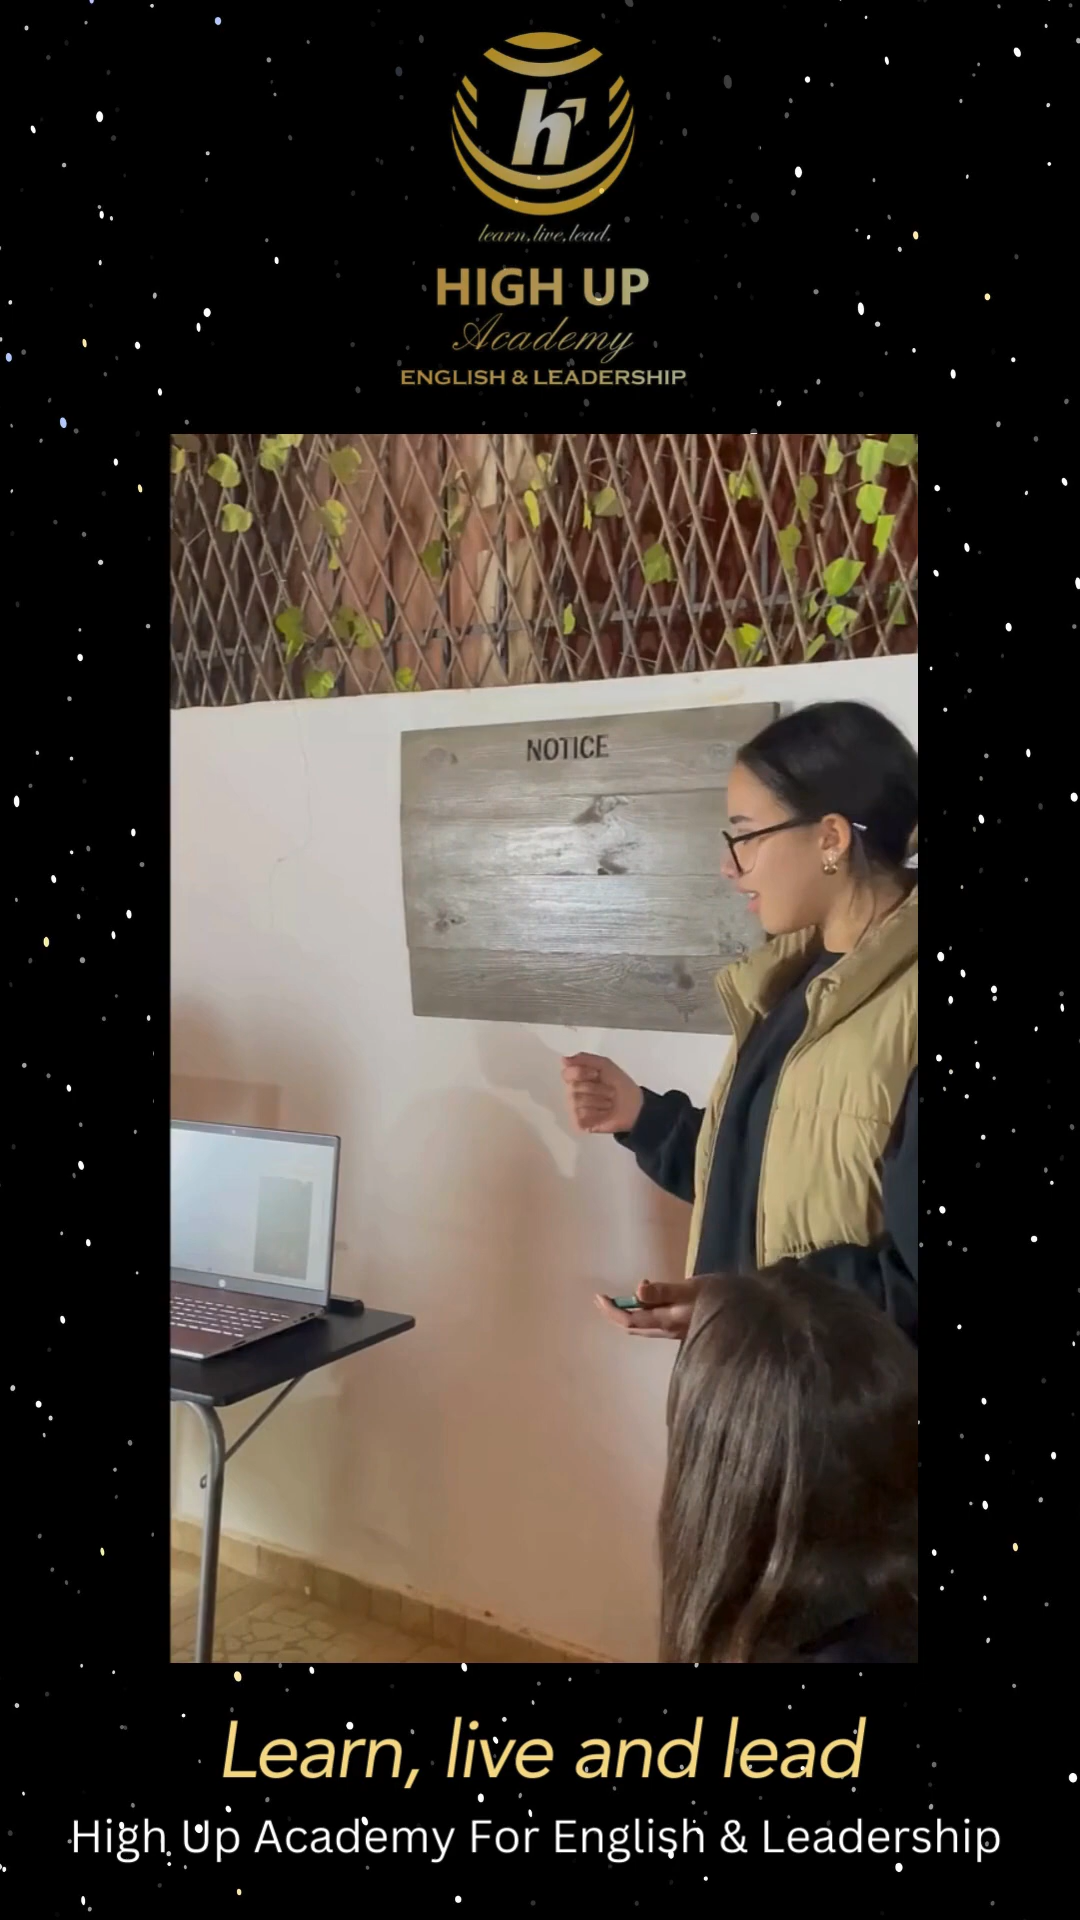 h
learn,live,lead.
HIGH UP
Academy
ENGLISH & LEADERSHIP
NOTICE
Learn, live and lead
High Up Academy For English & Leadership